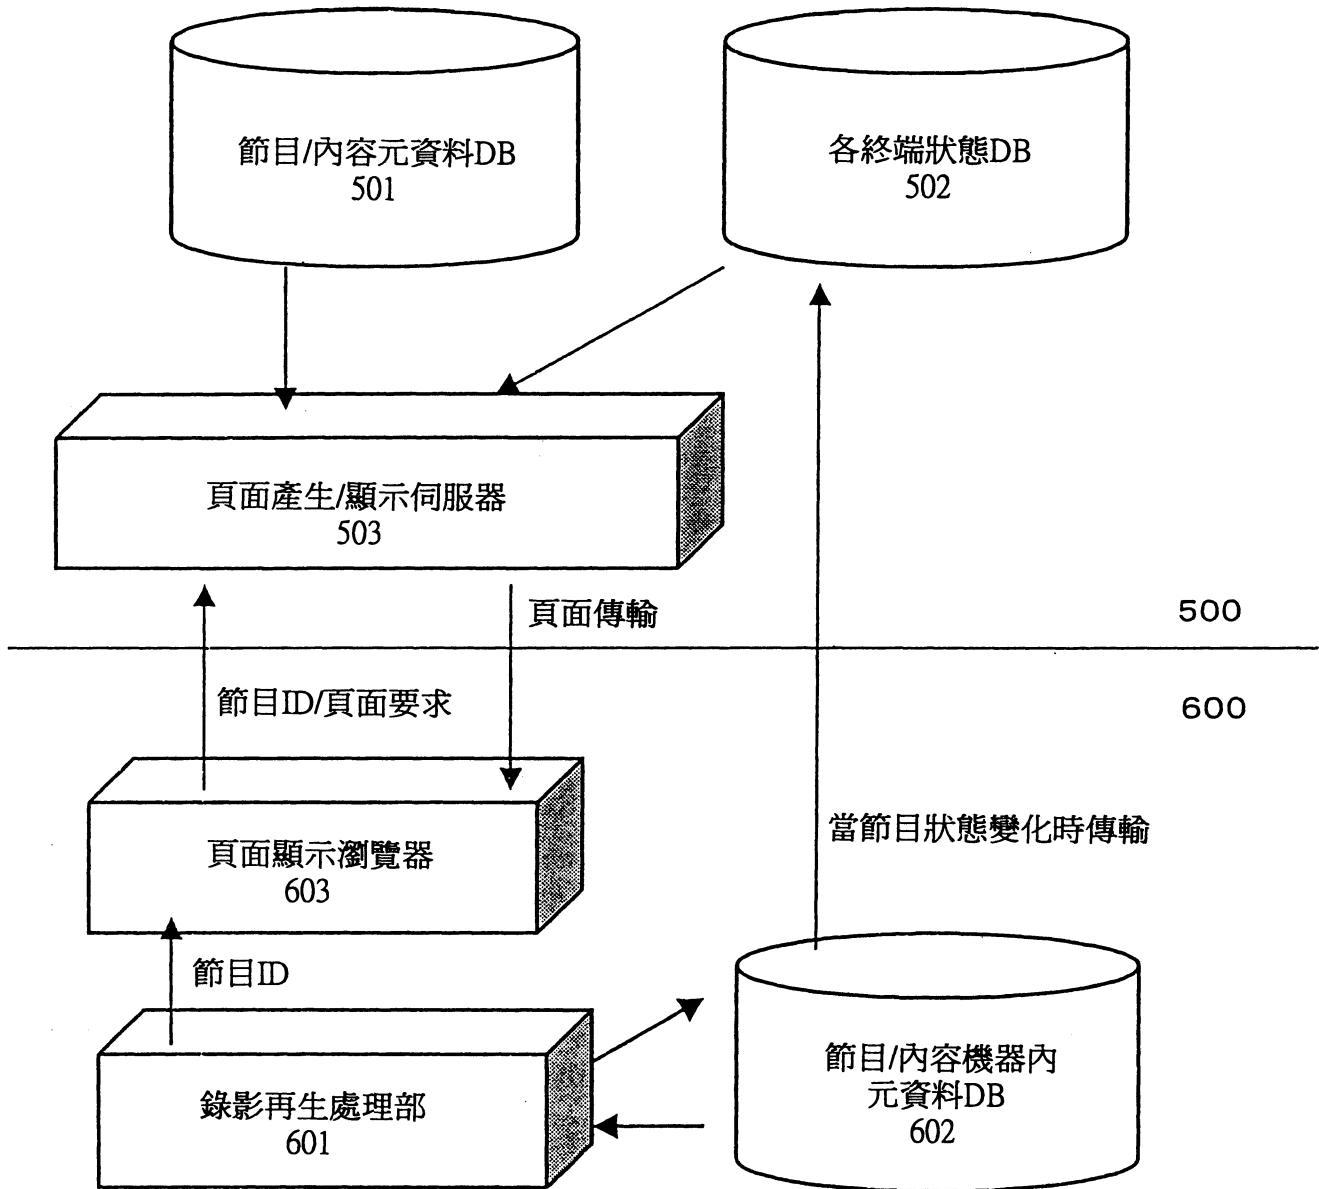 節目/內容元資料DB
501
各終端狀態DB
502
頁面產生/顯示伺服器
503
頁面傳輸
500
節目ID/頁面要求
600
頁面顯示瀏覽器
603
當節目狀態變化時傳輸
節目ID
錄影再生處理部
601
節目/內容機器內
元資料DB
602